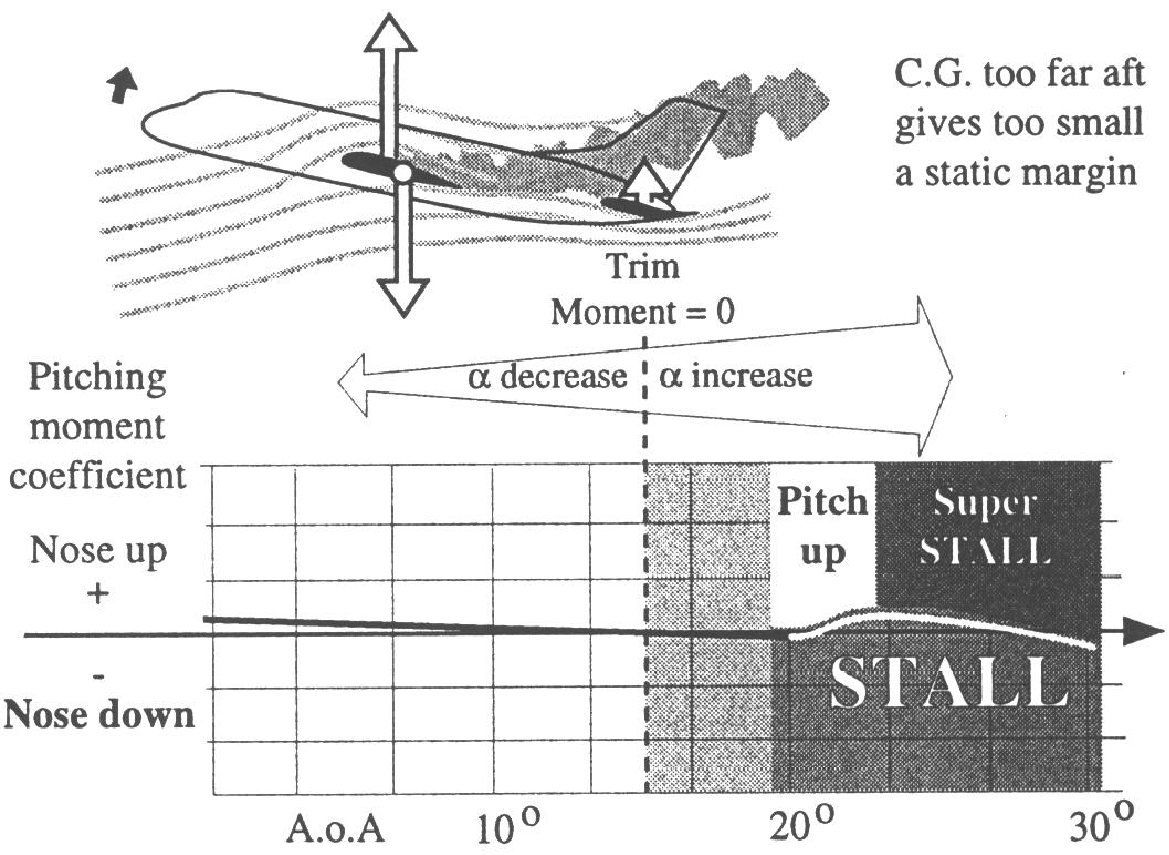 C.G. too far aft
gives too small
a static margin
Trim
Moment = 0
α decrease
α increase
Pitching
moment
coefficient
Nose up
+
-
Nose down
Pitch
up
Super
STALL
STALL
A.o.A
10⁰
20⁰
30⁰